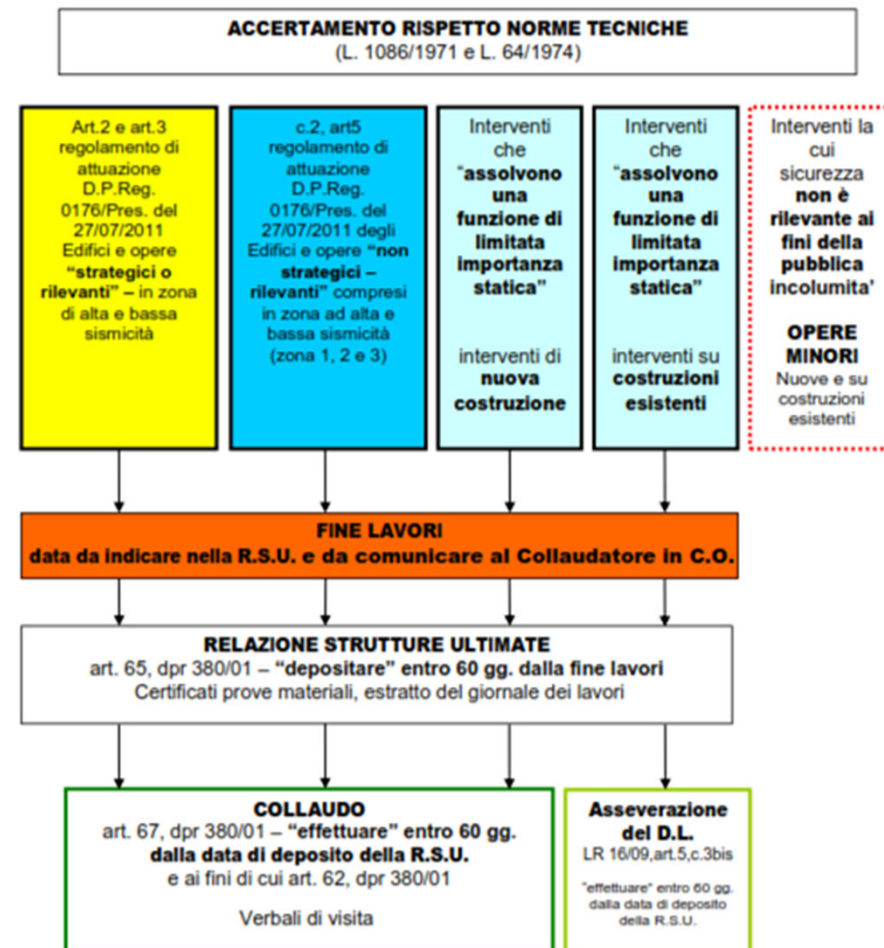 ACCERTAMENTO RISPETTO NORME TECNICHE
(L. 1086/1971 e L. 64/1974)
Art.2 e art.3
regolamento di
attuazione
D.P.Reg.
0176/Pres. del
27/07/2011
Edifici e opere
“strategici o
rilevanti” – in zona
di alta e bassa
sismicità
c.2, art5
regolamento di
attuazione
D.P.Reg.
0176/Pres. del
27/07/2011 degli
Edifici e opere “non
strategici –
rilevanti” compresi
in zona ad alta e
bassa sismicità
(zona 1, 2 e 3)
Interventi
che
“assolvono
una
funzione di
limitata
importanza
statica”
interventi di
nuova
costruzione
Interventi
che
“assolvono
una
funzione di
limitata
importanza
statica”
interventi su
costruzioni
esistenti
Interventi la
cui
sicurezza
non è
rilevante ai
fini della
pubblica
incolumita'
OPERE
MINORI
Nuove e su
costruzioni
esistenti
FINE LAVORI
data da indicare nella R.S.U. e da comunicare al Collaudatore in C.O.
RELAZIONE STRUTTURE ULTIMATE
art. 65, dpr 380/01 – “depositare” entro 60 gg. dalla fine lavori
Certificati prove materiali, estratto del giornale dei lavori
COLLAUDO
art. 67, dpr 380/01 – “effettuare” entro 60 gg.
dalla data di deposito della R.S.U.
e ai fini di cui art. 62, dpr 380/01
Verbali di visita
Asseverazione
del D.L.
LR 16/09,art.5,c.3bis
“effettuare” entro 60 gg.
dalla data di deposito
della R.S.U.